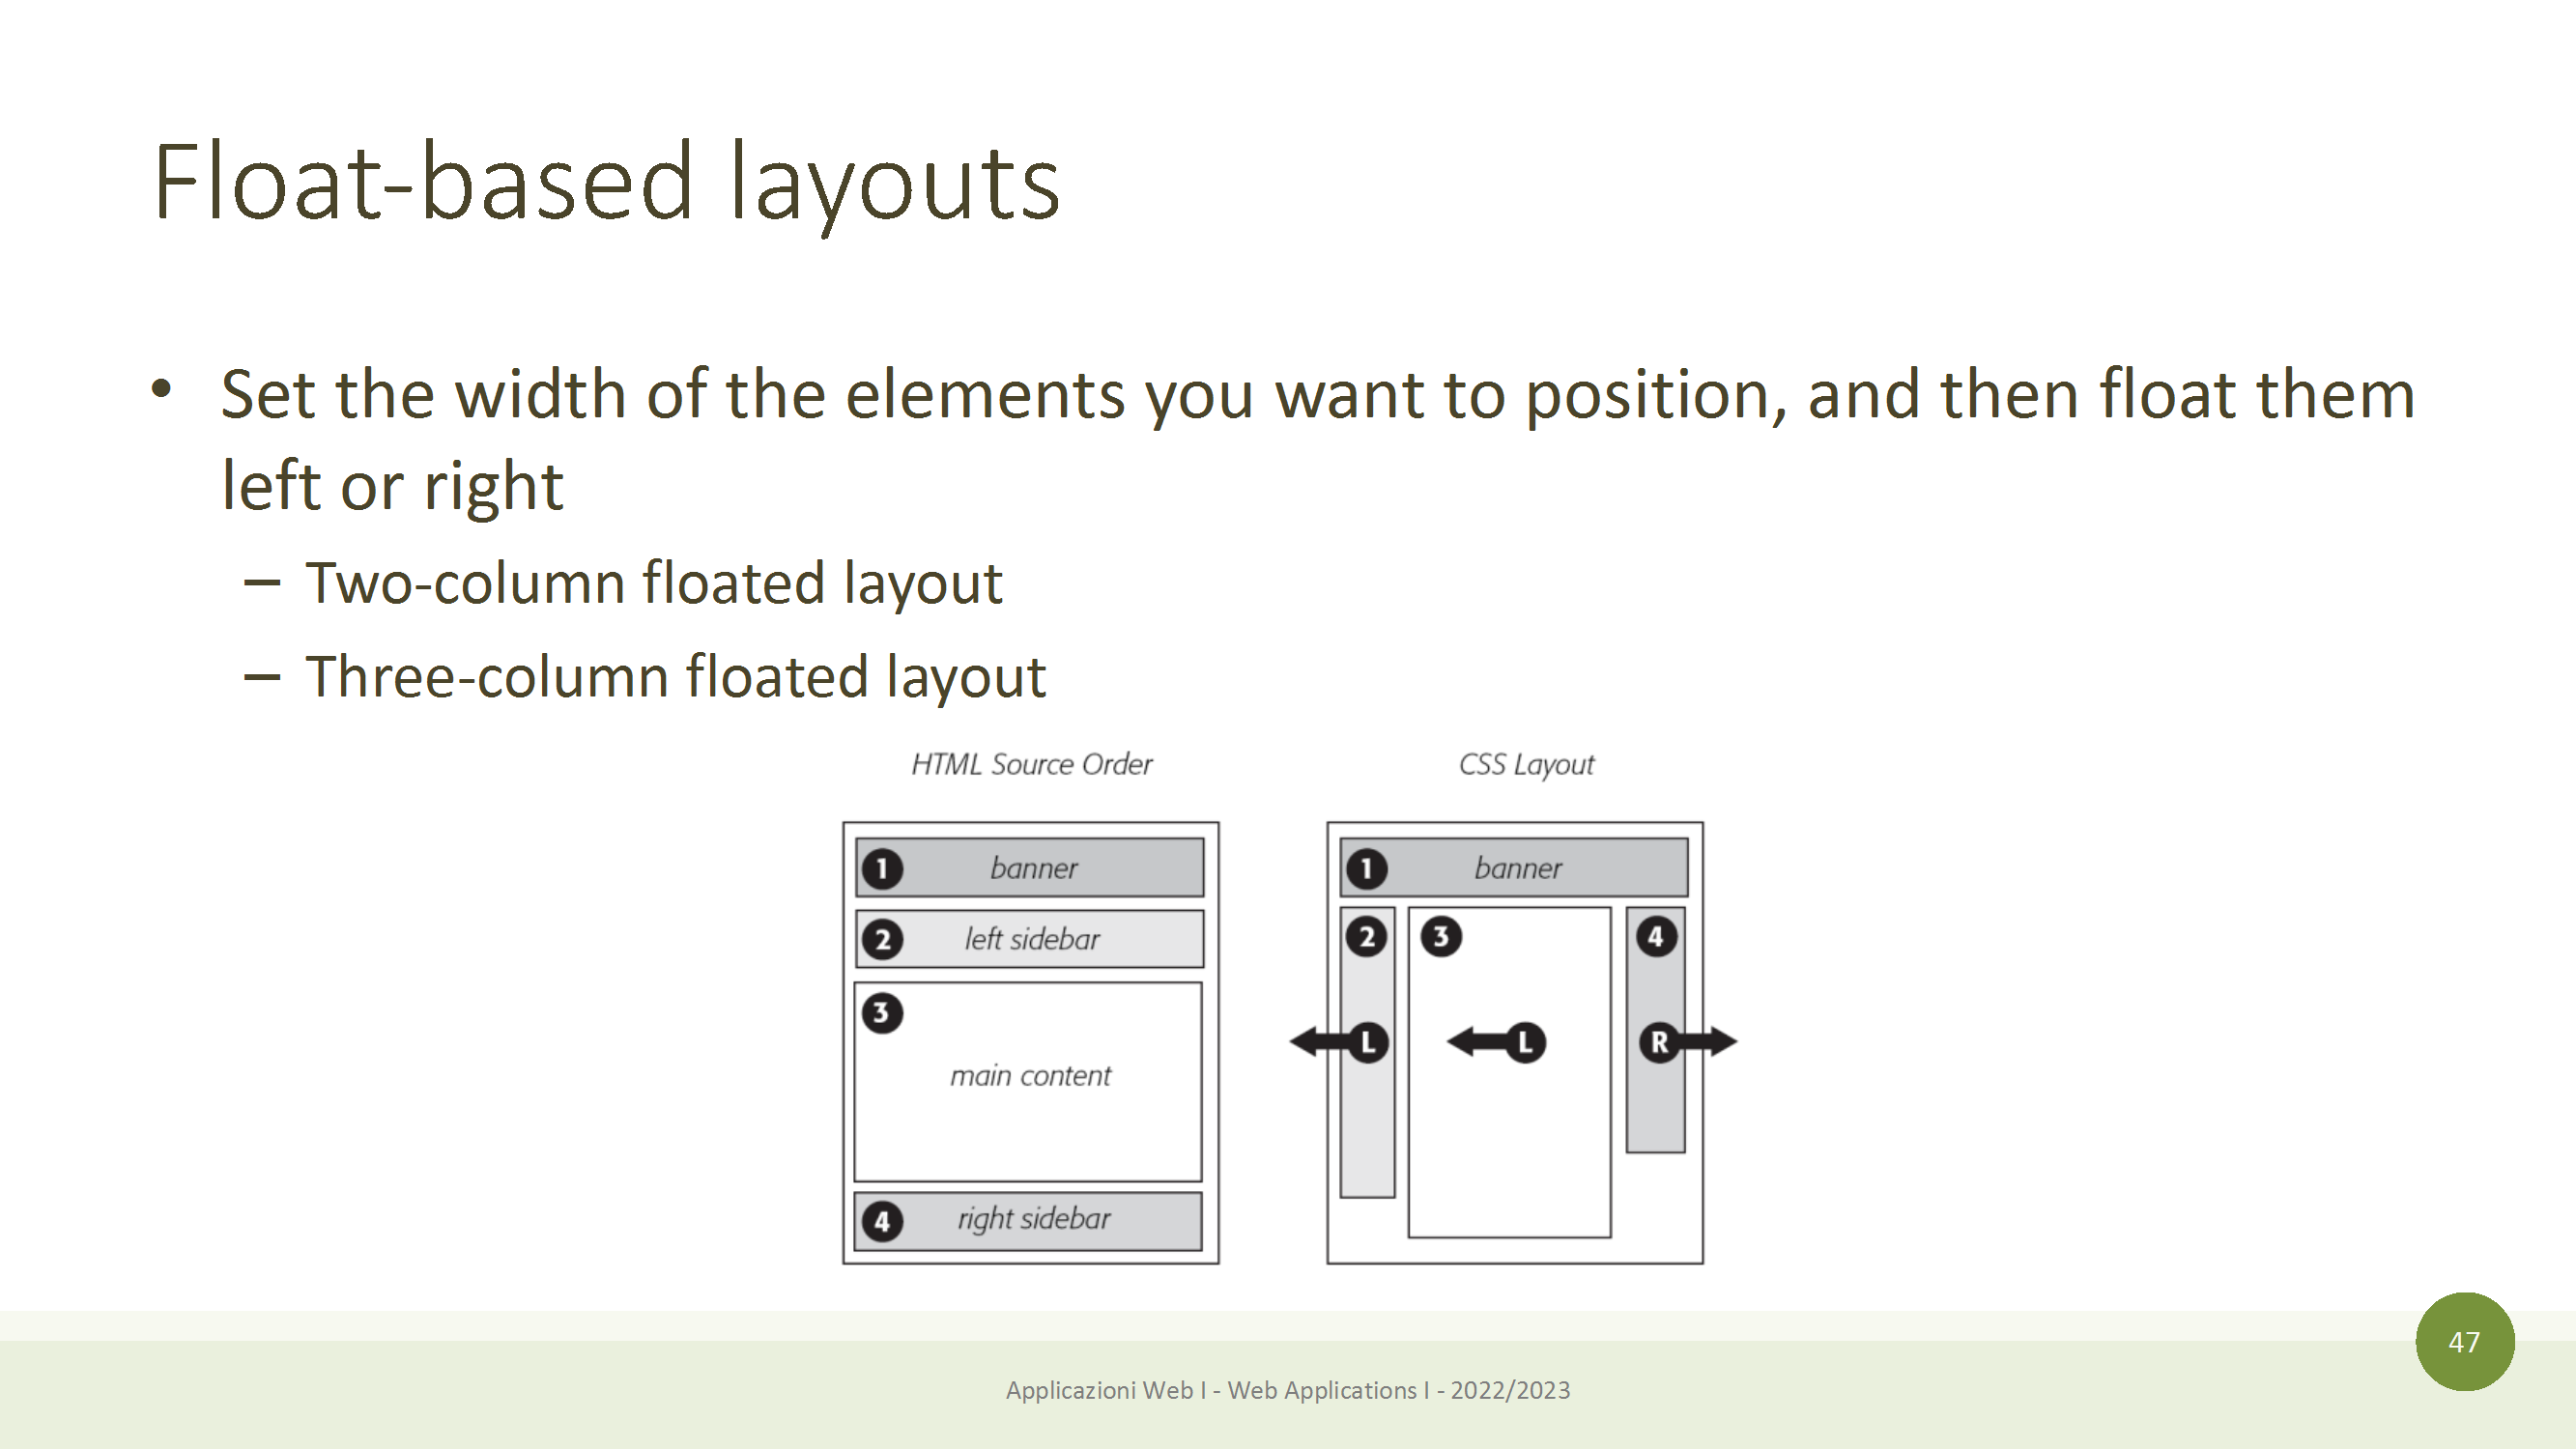 Float-based layouts
• Set the width of the elements you want to position, and then float them
left or right
– Two-column floated layout
– Three-column floated layout
HTML Source Order
1 banner
2 left sidebar
3
main content
4 right sidebar
CSS Layout
1 banner
2 3 4
L L R
47
Applicazioni Web I - Web Applications I - 2022/2023